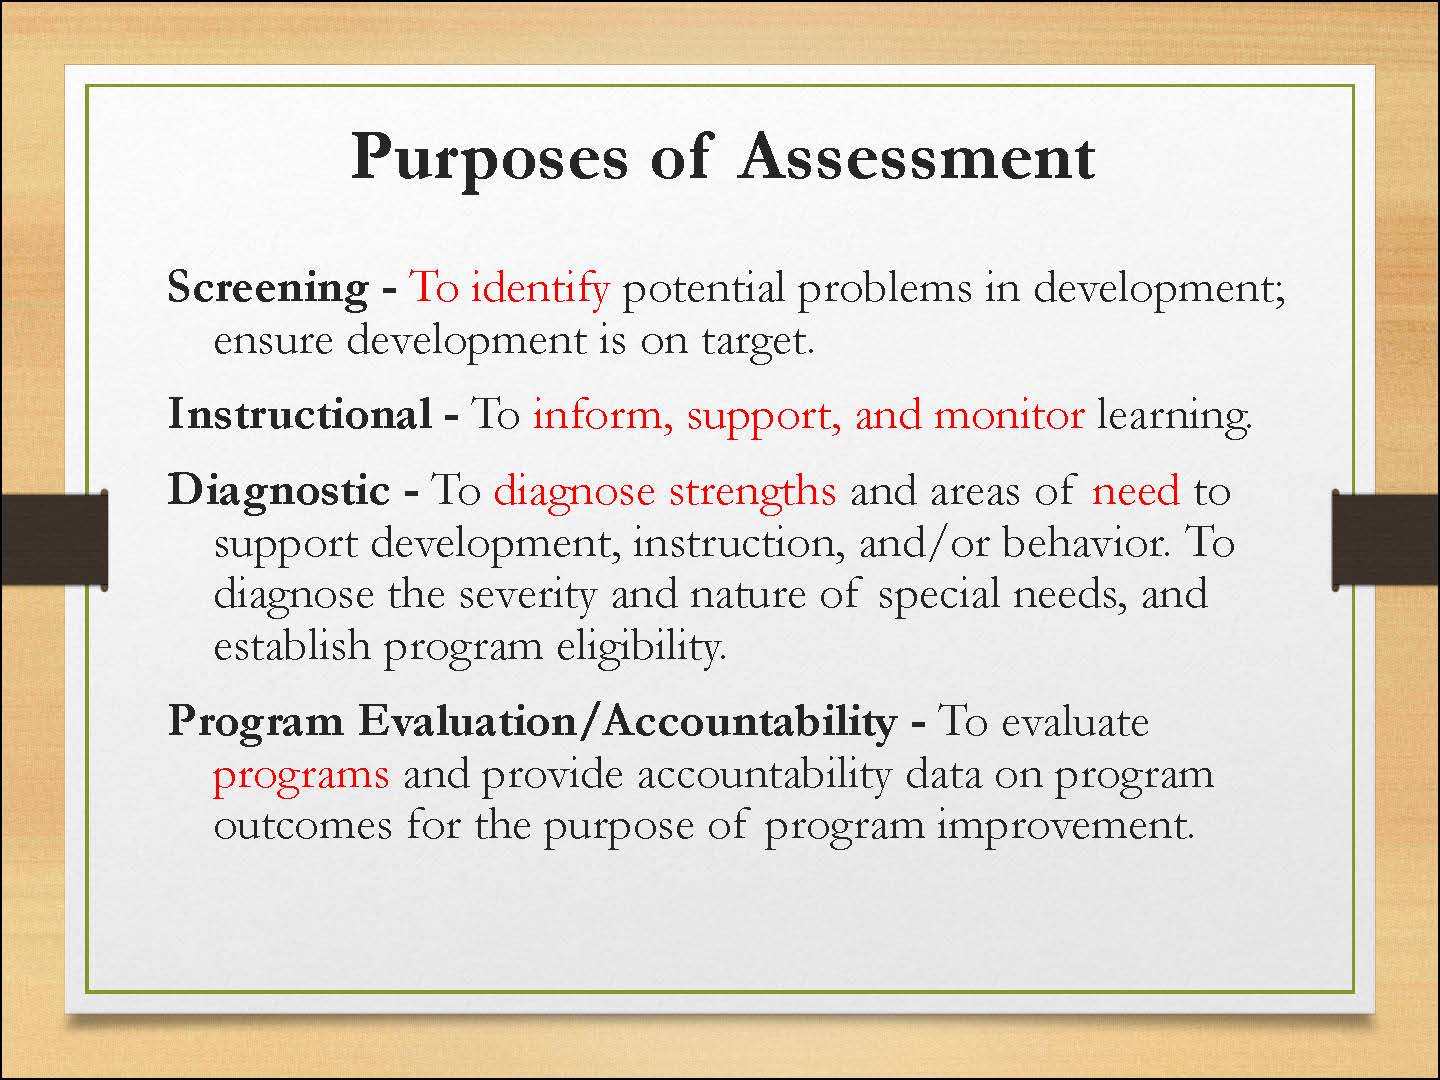 Purposes of Assessment
Screening - To identify potential problems in development;
ensure development is on target.
Instructional - To inform, support, and monitor learning.
Diagnostic - To diagnose strengths and areas of need to
support development, instruction, and/or behavior. To
diagnose the severity and nature of special needs, and
establish program eligibility.
Program Evaluation/Accountability - To evaluate
programs and provide accountability data on program
outcomes for the purpose of program improvement.